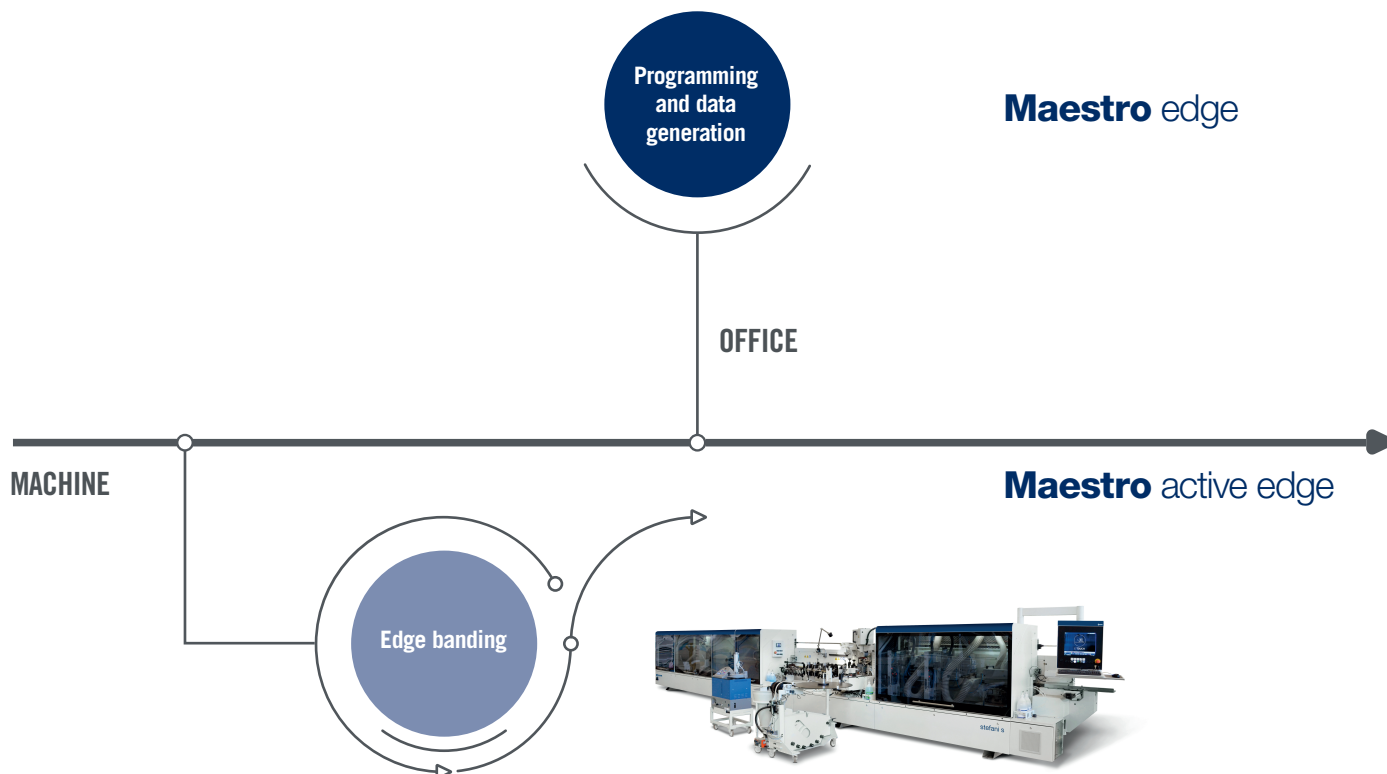 Programming
and data
generation
Maestro edge
OFFICE
MACHINE
Maestro active edge
Edge banding
stefani s